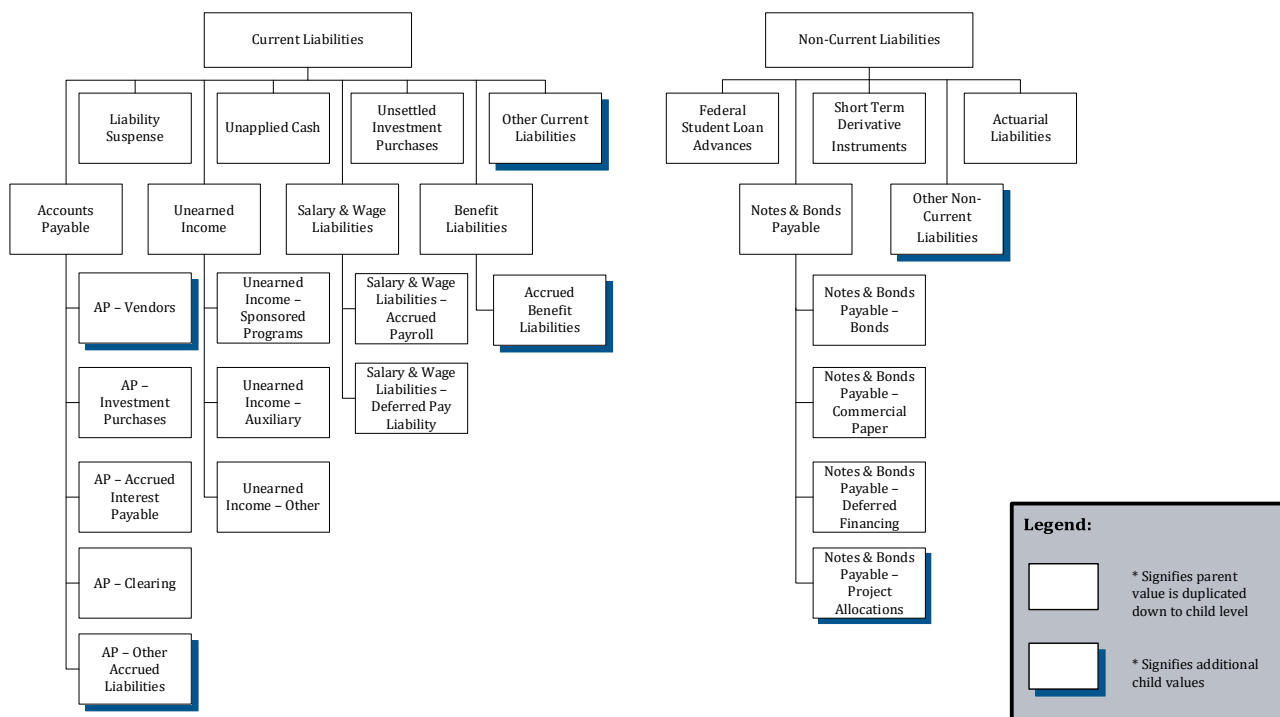 Current Liabilities
Non-Current Liabilities
Liability
Suspense
Unapplied Cash
Unsettled
Investment
Purchases
Other Current
Liabilities
Federal
Student Loan
Advances
Short Term
Derivative
Instruments
Actuarial
Liabilities
Accounts
Payable
Unearned
Income
Salary & Wage
Liabilities
Benefit
Liabilities
Notes & Bonds
Payable
Other Non-
Current
Liabilities
AP – Vendors
Unearned
Income –
Sponsored
Programs
Salary & Wage
Liabilities –
Accrued
Payroll
Accrued
Benefit
Liabilities
Notes & Bonds
Payable –
Bonds
AP –
Investment
Purchases
Unearned
Income –
Auxiliary
Salary & Wage
Liabilities –
Deferred Pay
Liability
Notes & Bonds
Payable –
Commercial
Paper
AP – Accrued
Interest
Payable
Unearned
Income – Other
Notes & Bonds
Payable –
Deferred
Financing
AP – Clearing
Notes & Bonds
Payable –
Project
Allocations
AP – Other
Accrued
Liabilities
Legend:
* Signifies parent
value is duplicated
down to child level
* Signifies additional
child values